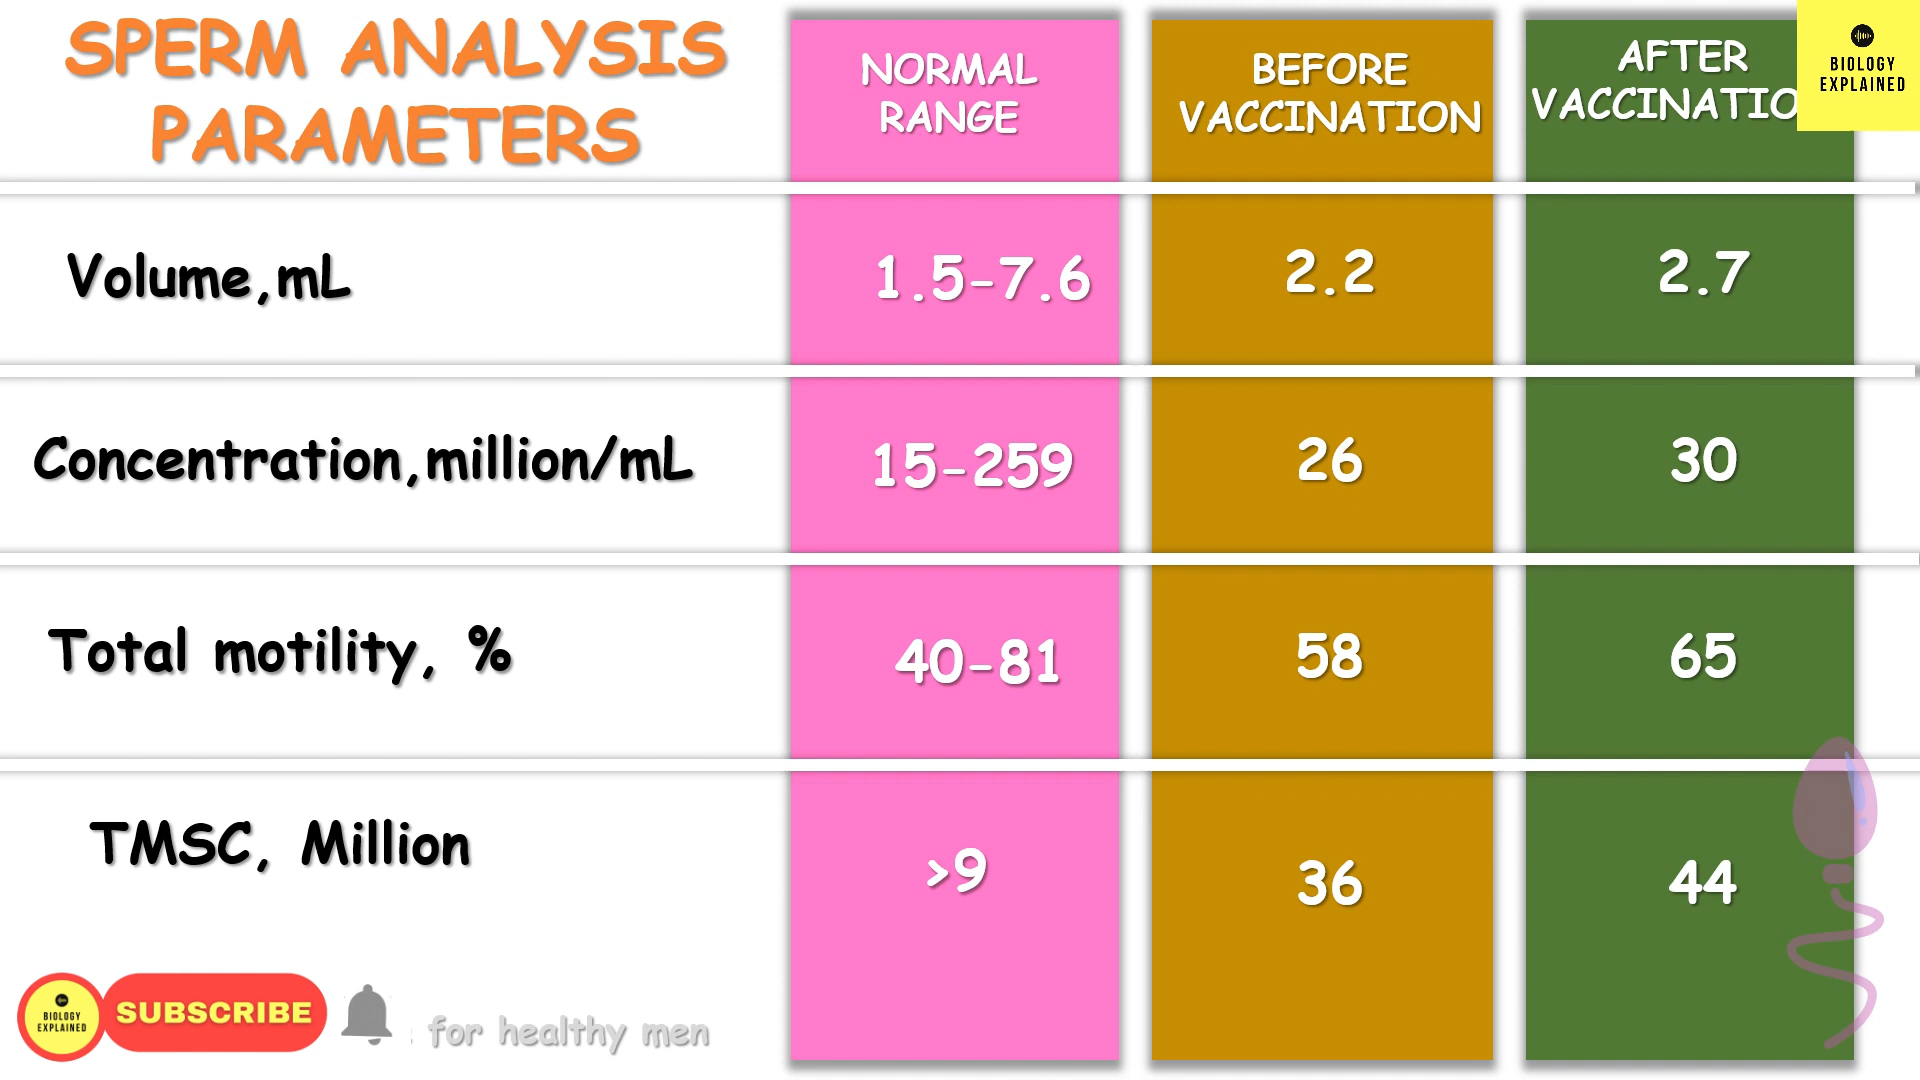 SPERM ANALYSIS
PARAMETERS
NORMAL
RANGE
BEFORE
VACCINATION
AFTER
VACCINATIO
BIOLOGY
EXPLAINED
Volume,mL
1.5-7.6
2.2
2.7
Concentration,million/mL
15-259
26
30
Total motility, %
40-81
58
65
TMSC, Million
>9
36
44
BIOLOGY
EXPLAINED
SUBSCRIBE
for healthy men